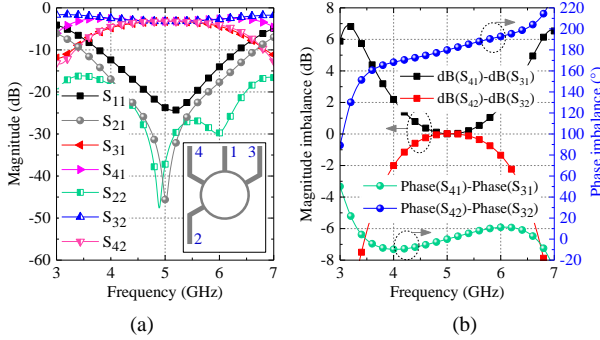 0
-10
-20
-30
-40
-50
-60
Magnitude (dB)
S11
S21
S31
S41
S22
S32
S42
4 1 3
2
3 4 5 6 7
Frequency (GHz)
(a)
8
6
4
2
0
-2
-4
-6
-8
Magnitude imbalance (dB)
dB(S41)-dB(S31)
dB(S42)-dB(S32)
Phase(S41)-Phase(S31)
Phase(S42)-Phase(S32)
220
200
180
160
140
120
100
80
60
40
20
0
-20
Phase imbalance (°)
3 4 5 6 7
Frequency (GHz)
(b)